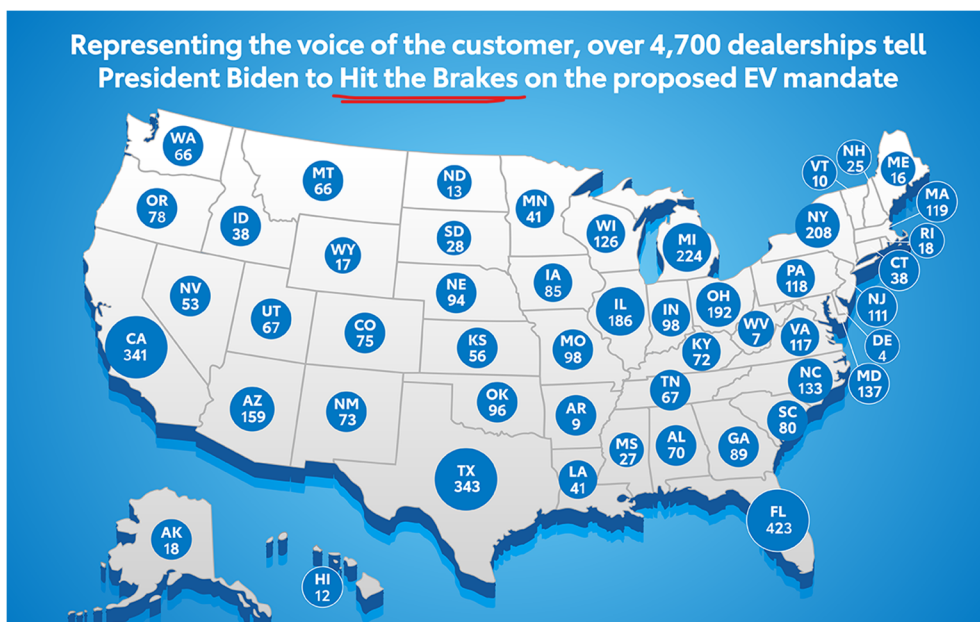 Representing the voice of the customer, over 4,700 dealerships tell
President Biden to Hit the Brakes on the proposed EV mandate
WA
66
MT
66
ND
13
MN
41
VT
10
NH
25
ME
16
OR
78
ID
38
WY
17
SD
28
WI
126
MI
224
NY
208
MA
119
RI
18
CT
38
NV
53
UT
67
CO
75
NE
94
IA
85
IL
186
IN
98
OH
192
PA
118
NJ
111
CA
341
KS
56
MO
98
KY
72
WV
7
VA
117
DE
4
MD
137
AZ
159
NM
73
OK
96
AR
9
TN
67
NC
133
SC
80
TX
343
LA
41
MS
27
AL
70
GA
89
FL
423
AK
18
HI
12